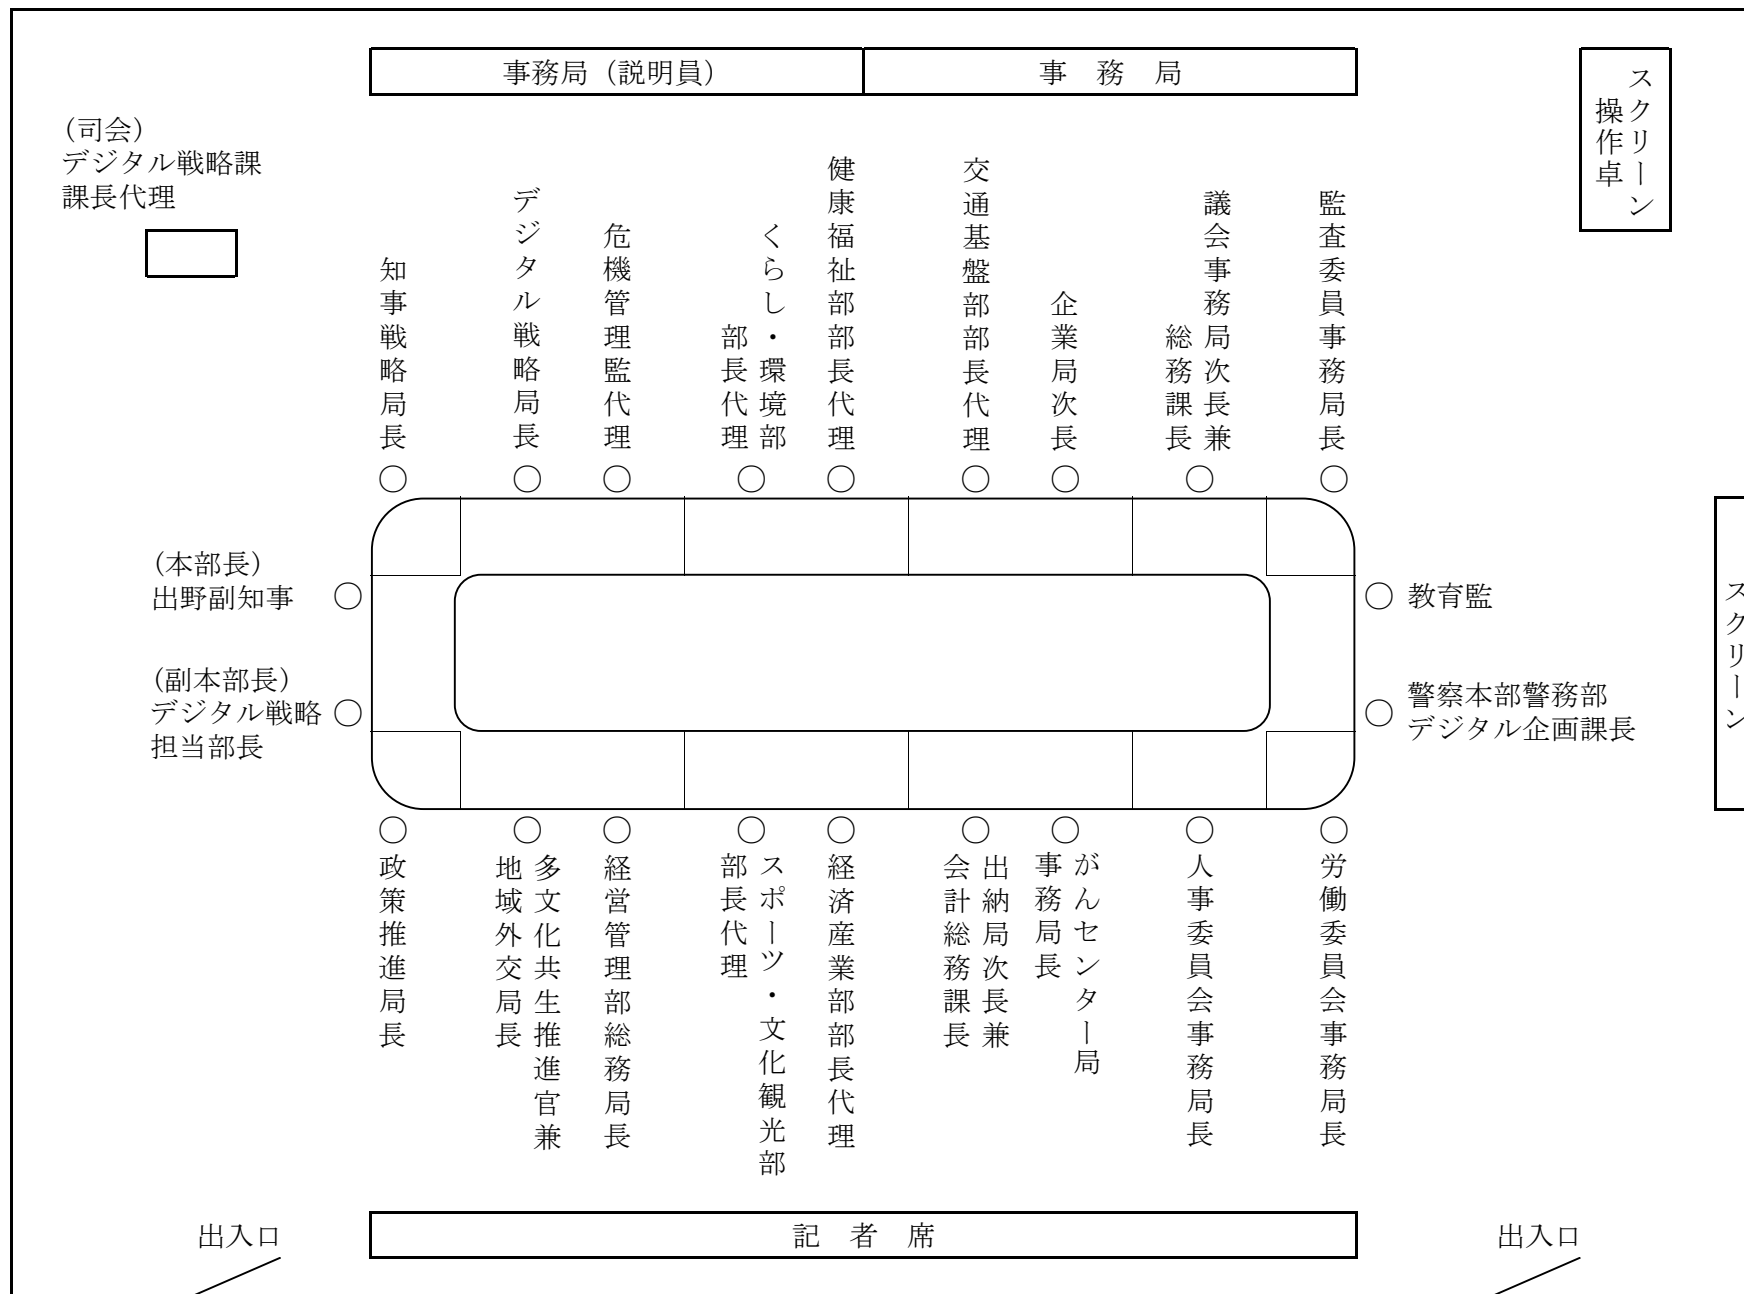 事務局（説明員）
事　務　局
スクリーン
操作卓
（司会）
デジタル戦略課
課長代理
知事戦略局長
デジタル戦略局長
危機管理監代理
くらし・環境部
部長代理
健康福祉部部長代理
交通基盤部部長代理
企業局次長
議会事務局次長兼
総務課長
監査委員事務局長
（本部長）
出野副知事
（副本部長）
デジタル戦略
担当部長
教育監
警察本部警務部
デジタル企画課長
スクリーン
政策推進局長
多文化共生推進官兼
地域外交局長
経営管理部総務局長
スポーツ・文化観光部
部長代理
経済産業部部長代理
出納局次長兼
会計総務課長
がんセンター局
事務局長
人事委員会事務局長
労働委員会事務局長
出入口
記　者　席
出入口